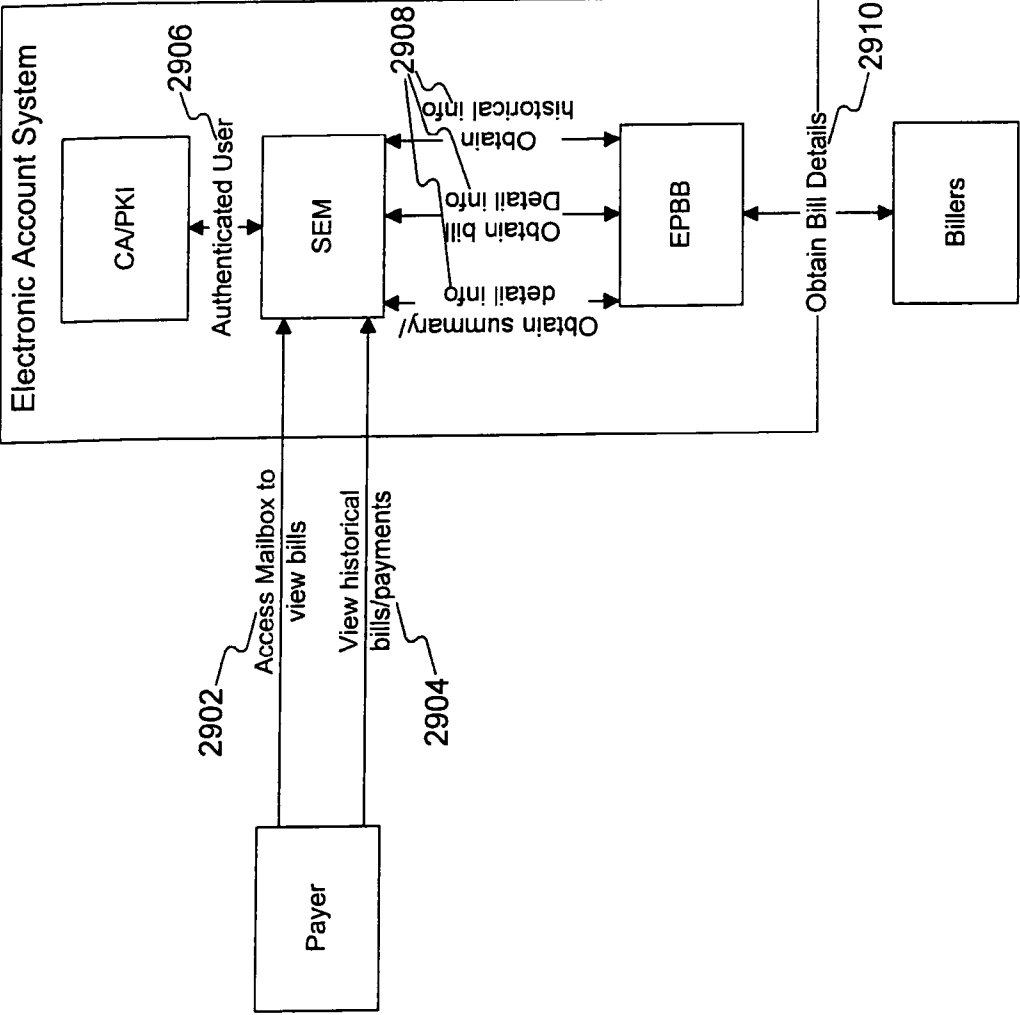 Electronic Account System
CA/PKI
2906
Authenticated User
SEM
2908
Obtain summary/
detail info
Obtain bill
Detail info
Obtain
historical info
EPBB
Obtain Bill Details
2910
Billers
2902
Access Mailbox to
view bills
View historical
bills/payments
2904
Payer